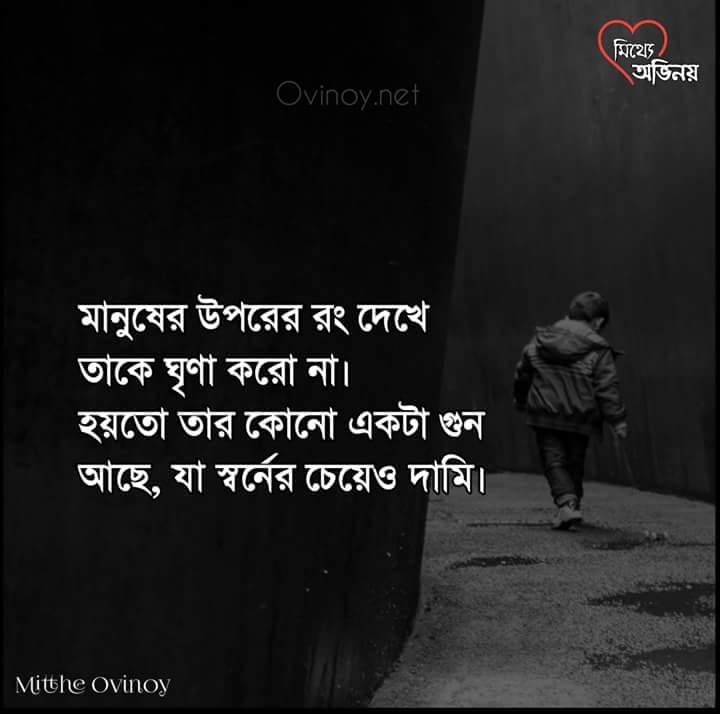 মিথ্যে
অভিনয়
Ovinoy.net
মানুষের উপরের রং দেখে
তাকে ঘৃণা করো না।
হয়তো তার কোনো একটা গুন
আছে, যা স্বর্নের চেয়েও দামি।
Mitthe Ovinoy